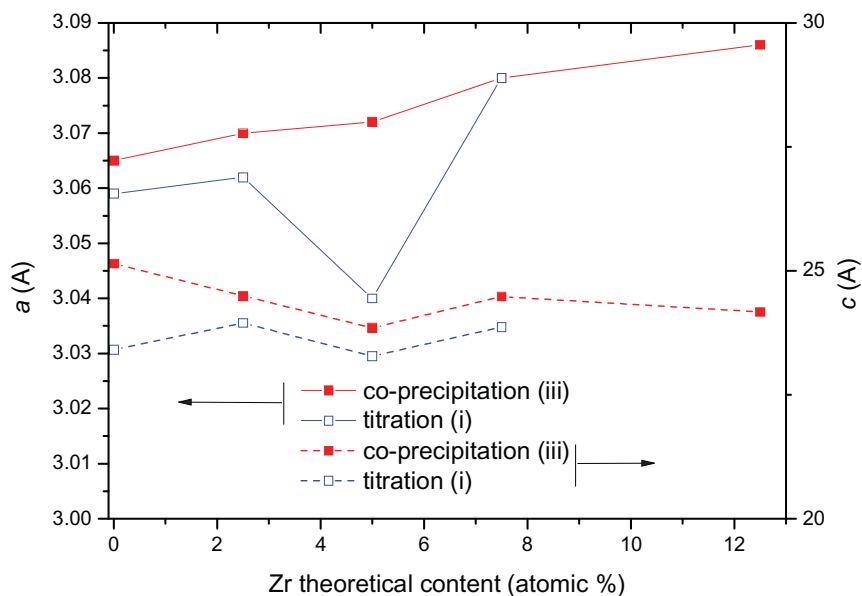 3.09
3.08
3.07
3.06
3.05
3.04
3.03
3.02
3.01
3.00
a (A)
30
25
20
c (A)
co-precipitation (iii)
titration (i)
co-precipitation (iii)
titration (i)
0 2 4 6 8 10 12
Zr theoretical content (atomic %)